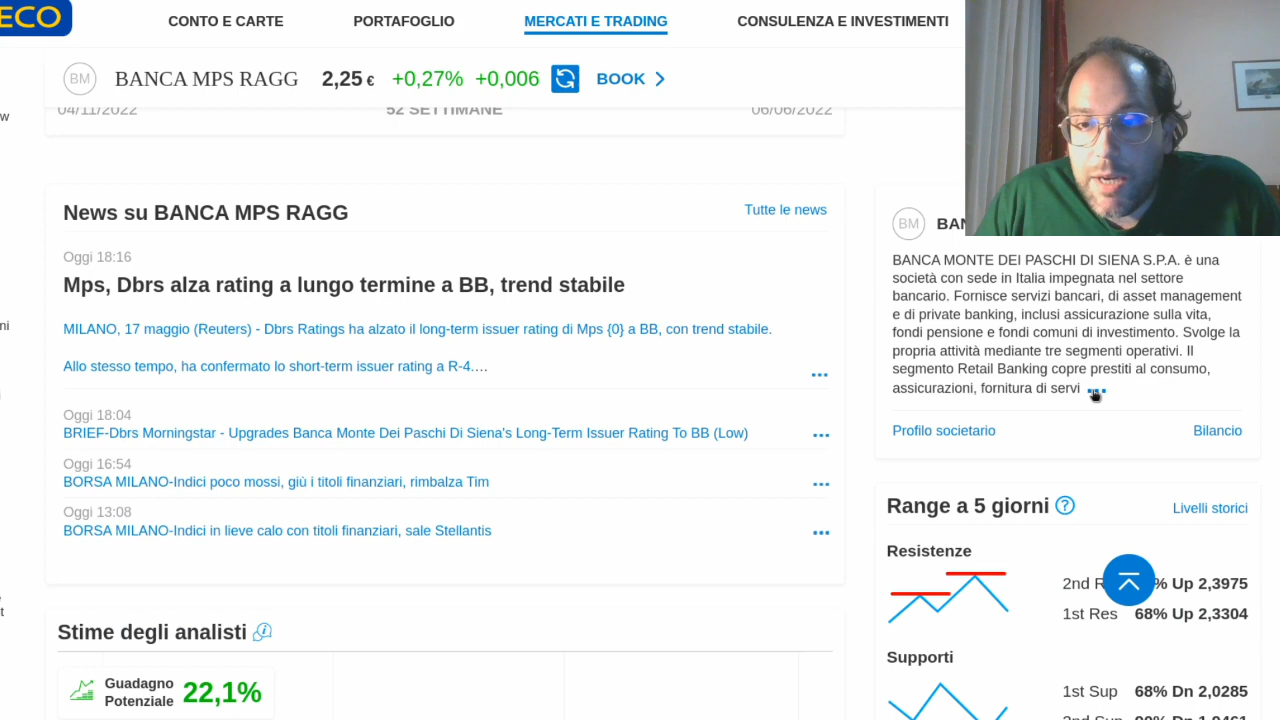 ECO
CONTO E CARTE
PORTAFOGLIO
MERCATI E TRADING
CONSULENZA E INVESTIMENTI
BM
BANCA MPS RAGG
2,25 €
+0,27%
+0,006
BOOK
04/11/2022
52 SETTIMANE
06/06/2022
w
ni
News su BANCA MPS RAGG
Tutte le news
Oggi 18:16
Mps, Dbrs alza rating a lungo termine a BB, trend stabile
MILANO, 17 maggio (Reuters) - Dbrs Ratings ha alzato il long-term issuer rating di Mps {0} a BB, con trend stabile.
Allo stesso tempo, ha confermato lo short-term issuer rating a R-4.…
Oggi 18:04
BRIEF-Dbrs Morningstar - Upgrades Banca Monte Dei Paschi Di Siena's Long-Term Issuer Rating To BB (Low)
Oggi 16:54
BORSA MILANO-Indici poco mossi, giù i titoli finanziari, rimbalza Tim
Oggi 13:08
BORSA MILANO-Indici in lieve calo con titoli finanziari, sale Stellantis
Stime degli analisti
Guadagno
Potenziale
22,1%
BM
BAN
BANCA MONTE DEI PASCHI DI SIENA S.P.A. è una
società con sede in Italia impegnata nel settore
bancario. Fornisce servizi bancari, di asset management
e di private banking, inclusi assicurazione sulla vita,
fondi pensione e fondi comuni di investimento. Svolge la
propria attività mediante tre segmenti operativi. Il
segmento Retail Banking copre prestiti al consumo,
assicurazioni, fornitura di servi
Profilo societario
Bilancio
Range a 5 giorni ?
Livelli storici
Resistenze
2nd R % Up 2,3975
1st Res 68% Up 2,3304
Supporti
1st Sup 68% Dn 2,0285